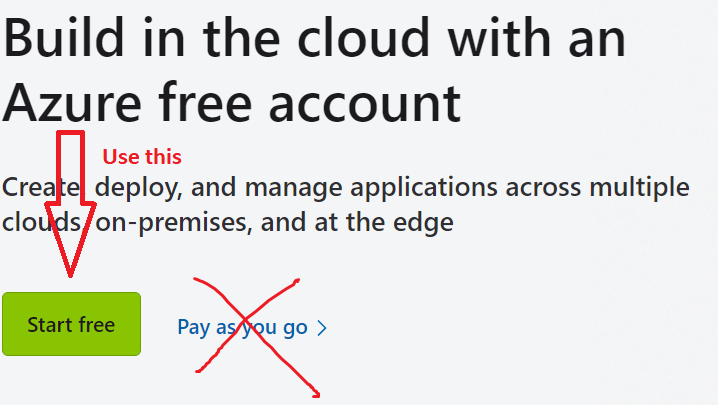 Build in the cloud with an
Azure free account
Use this
Create, deploy, and manage applications across multiple
clouds, on-premises, and at the edge
Start free
Pay as you go